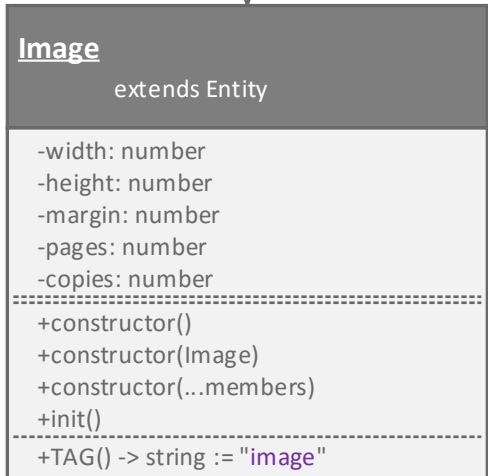 Image
extends Entity
-width: number
-height: number
-margin: number
-pages: number
-copies: number
+constructor()
+constructor(Image)
+constructor(...members)
+init()
+TAG() -> string := "image"